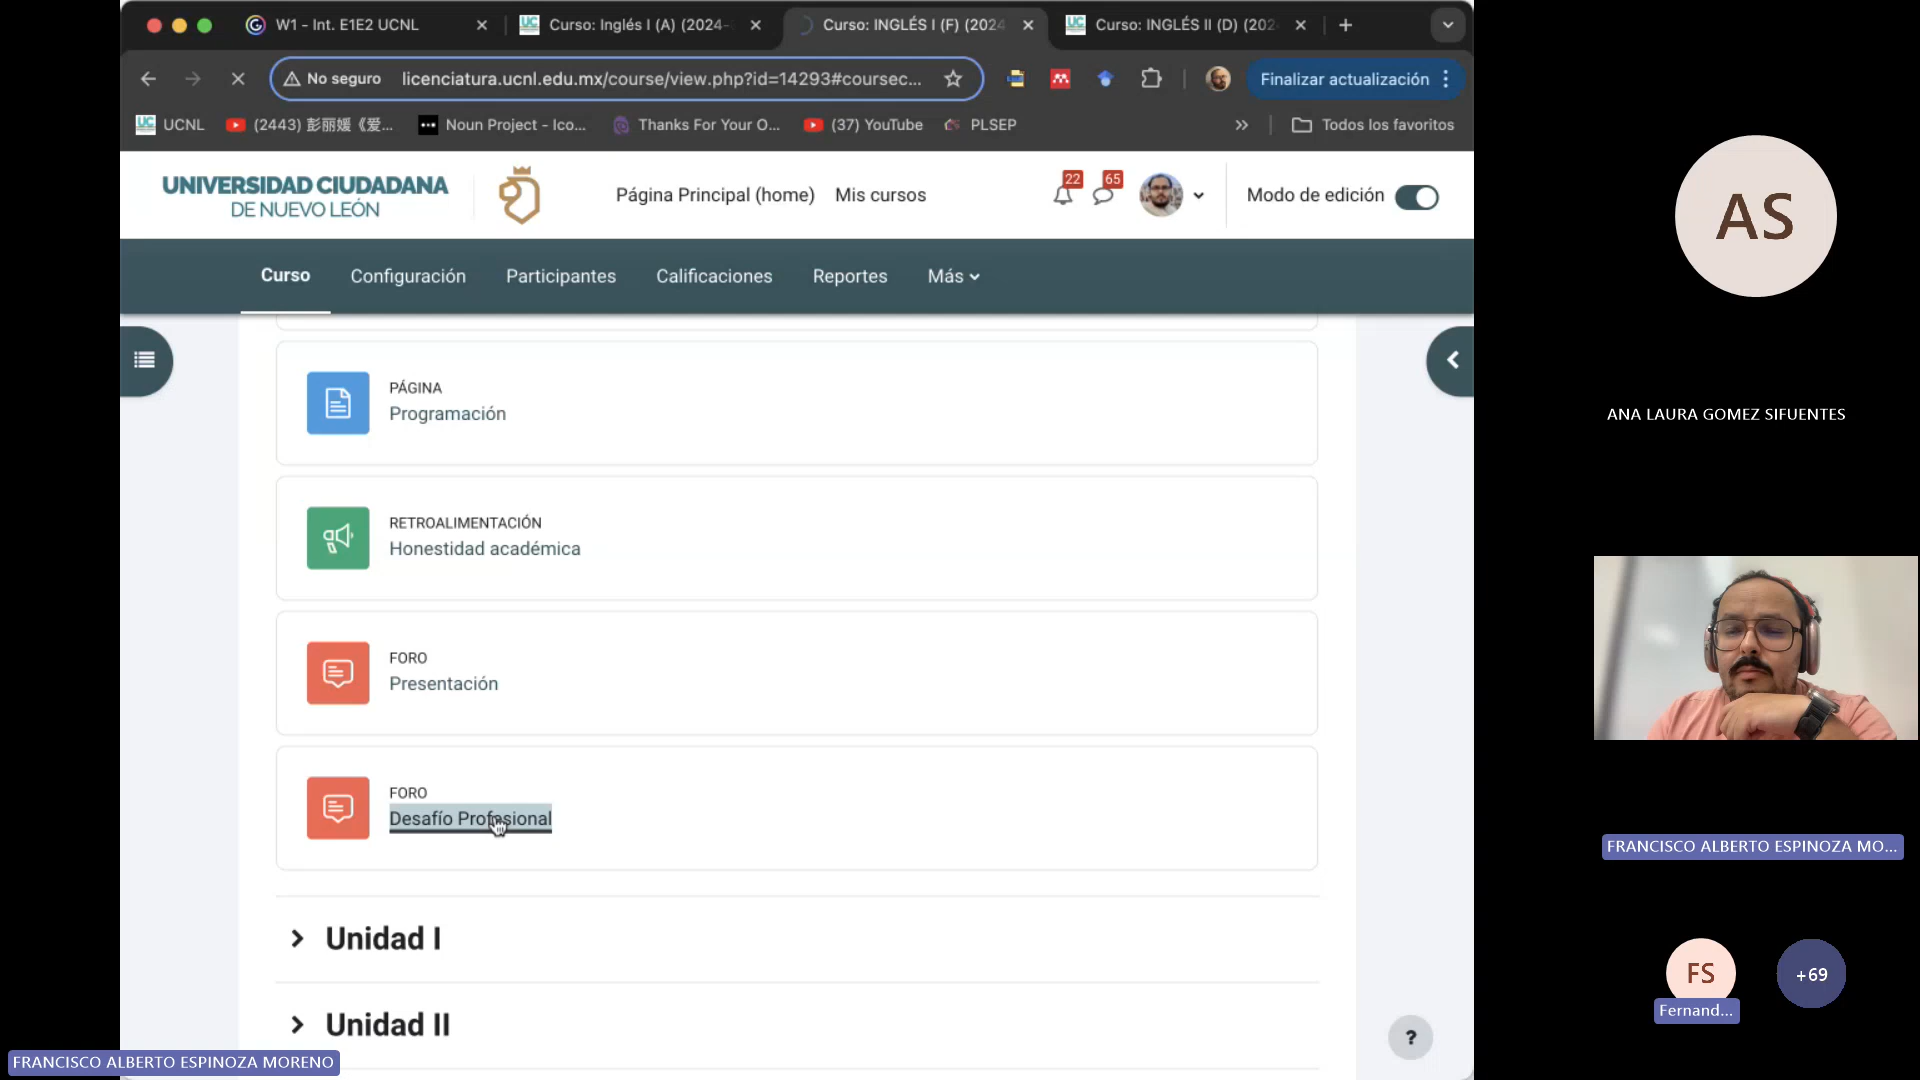 W1 - Int. E1E2 UCNL
Curso: Inglés I (A) (2024-
Curso: INGLÉS I (F) (2024
Curso: INGLÉS II (D) (202
No seguro
licenciatura.ucnl.edu.mx/course/view.php?id=14293#coursec...
Finalizar actualización
UCNL
(2443) 彭丽媛《爱...
Noun Project - Ico...
Thanks For Your O...
(37) YouTube
PLSEP
Todos los favoritos
UNIVERSIDAD CIUDADANA
DE NUEVO LEÓN
Página Principal (home)
Mis cursos
22
65
Modo de edición
Curso
Configuración
Participantes
Calificaciones
Reportes
Más
PÁGINA
Programación
RETROALIMENTACIÓN
Honestidad académica
FORO
Presentación
FORO
Desafío Profesional
Unidad I
Unidad II
?
FRANCISCO ALBERTO ESPINOZA MORENO
AS
ANA LAURA GOMEZ SIFUENTES
FRANCISCO ALBERTO ESPINOZA MO...
FS
Fernand...
+69